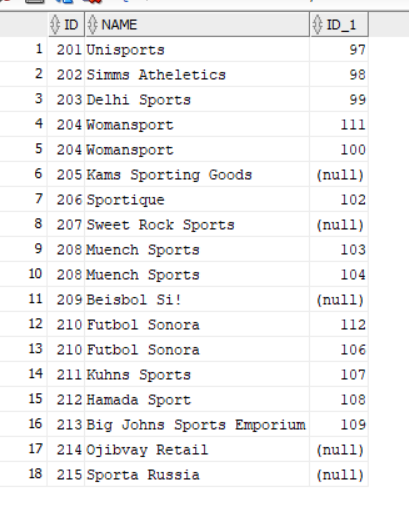 ID NAME ID_1
1 201 Unisports 97
2 202 Simms Atheletics 98
3 203 Delhi Sports 99
4 204 Womansport 111
5 204 Womansport 100
6 205 Kams Sporting Goods (null)
7 206 Sportique 102
8 207 Sweet Rock Sports (null)
9 208 Muench Sports 103
10 208 Muench Sports 104
11 209 Beisbol Si! (null)
12 210 Futbol Sonora 112
13 210 Futbol Sonora 106
14 211 Kuhns Sports 107
15 212 Hamada Sport 108
16 213 Big Johns Sports Emporium 109
17 214 Ojibvay Retail (null)
18 215 Sporta Russia (null)